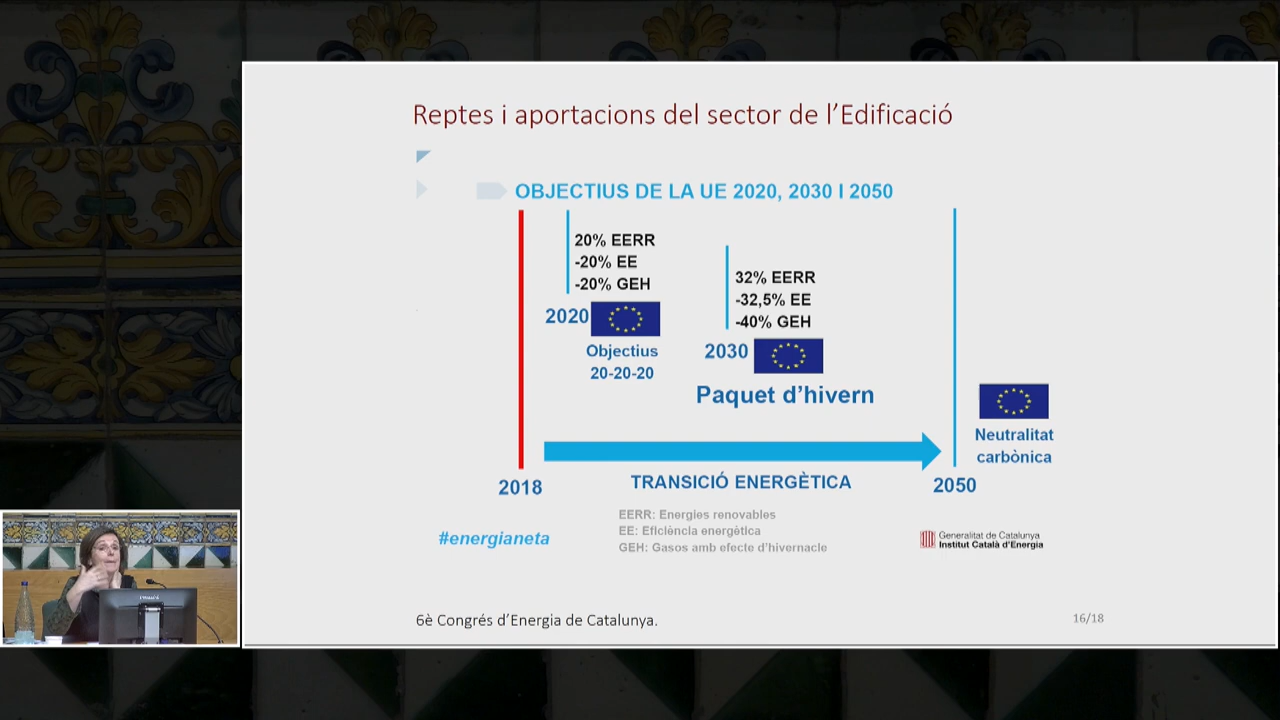 Reptes i aportacions del sector de l'Edificació
OBJECTIUS DE LA UE 2020, 2030 I 2050
20% EERR
-20% EE
-20% GEH
2020
Objectius
20-20-20
32% EERR
-32,5% EE
-40% GEH
2030
Paquet d'hivern
Neutralitat
carbònica
2018
TRANSICIÓ ENERGÈTICA
2050
EERR: Energies renovables
EE: Eficiència energètica
GEH: Gasos amb efecte d'hivernacle
#energianeta
Generalitat de Catalunya
Institut Català d'Energia
6è Congrés d'Energia de Catalunya.
16/18